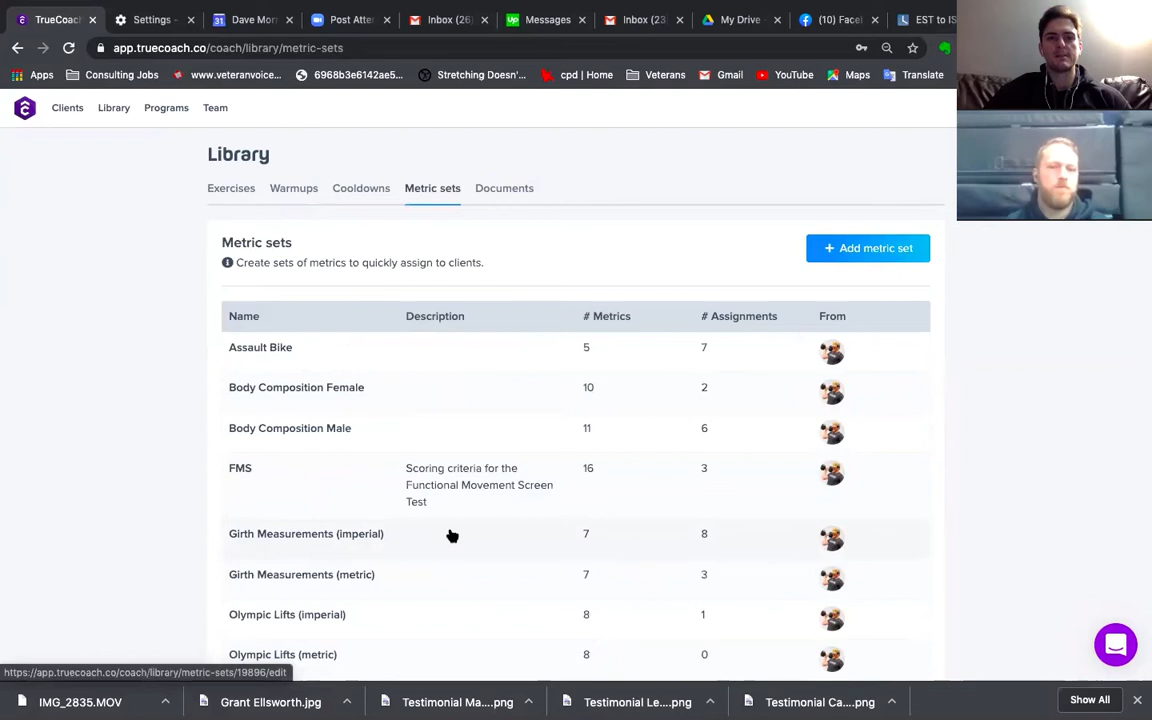 TrueCoach
Settings -
Dave Morr
Post Atter
Inbox (26)
Messages
Inbox (23
My Drive -
(10) Facel
EST to IS
app.truecoach.co/coach/library/metric-sets
Apps
Consulting Jobs
www.veteranvoice...
6968b3e6142ae5...
Stretching Doesn'...
cpd | Home
Veterans
Gmail
YouTube
Maps
Translate
Clients
Library
Programs
Team
Library
Exercises
Warmups
Cooldowns
Metric sets
Documents
Metric sets
Create sets of metrics to quickly assign to clients.
+ Add metric set
Name Description # Metrics # Assignments From
Assault Bike 5 7
Body Composition Female 10 2
Body Composition Male 11 6
FMS Scoring criteria for the 16 3
Functional Movement Screen
Test
Girth Measurements (imperial) 7 8
Girth Measurements (metric) 7 3
Olympic Lifts (imperial) 8 1
Olympic Lifts (metric) 8 0
https://app.truecoach.co/coach/library/metric-sets/19896/edit
IMG_2835.MOV
Grant Ellsworth.jpg
Testimonial Ma....png
Testimonial Le....png
Testimonial Ca....png
Show All